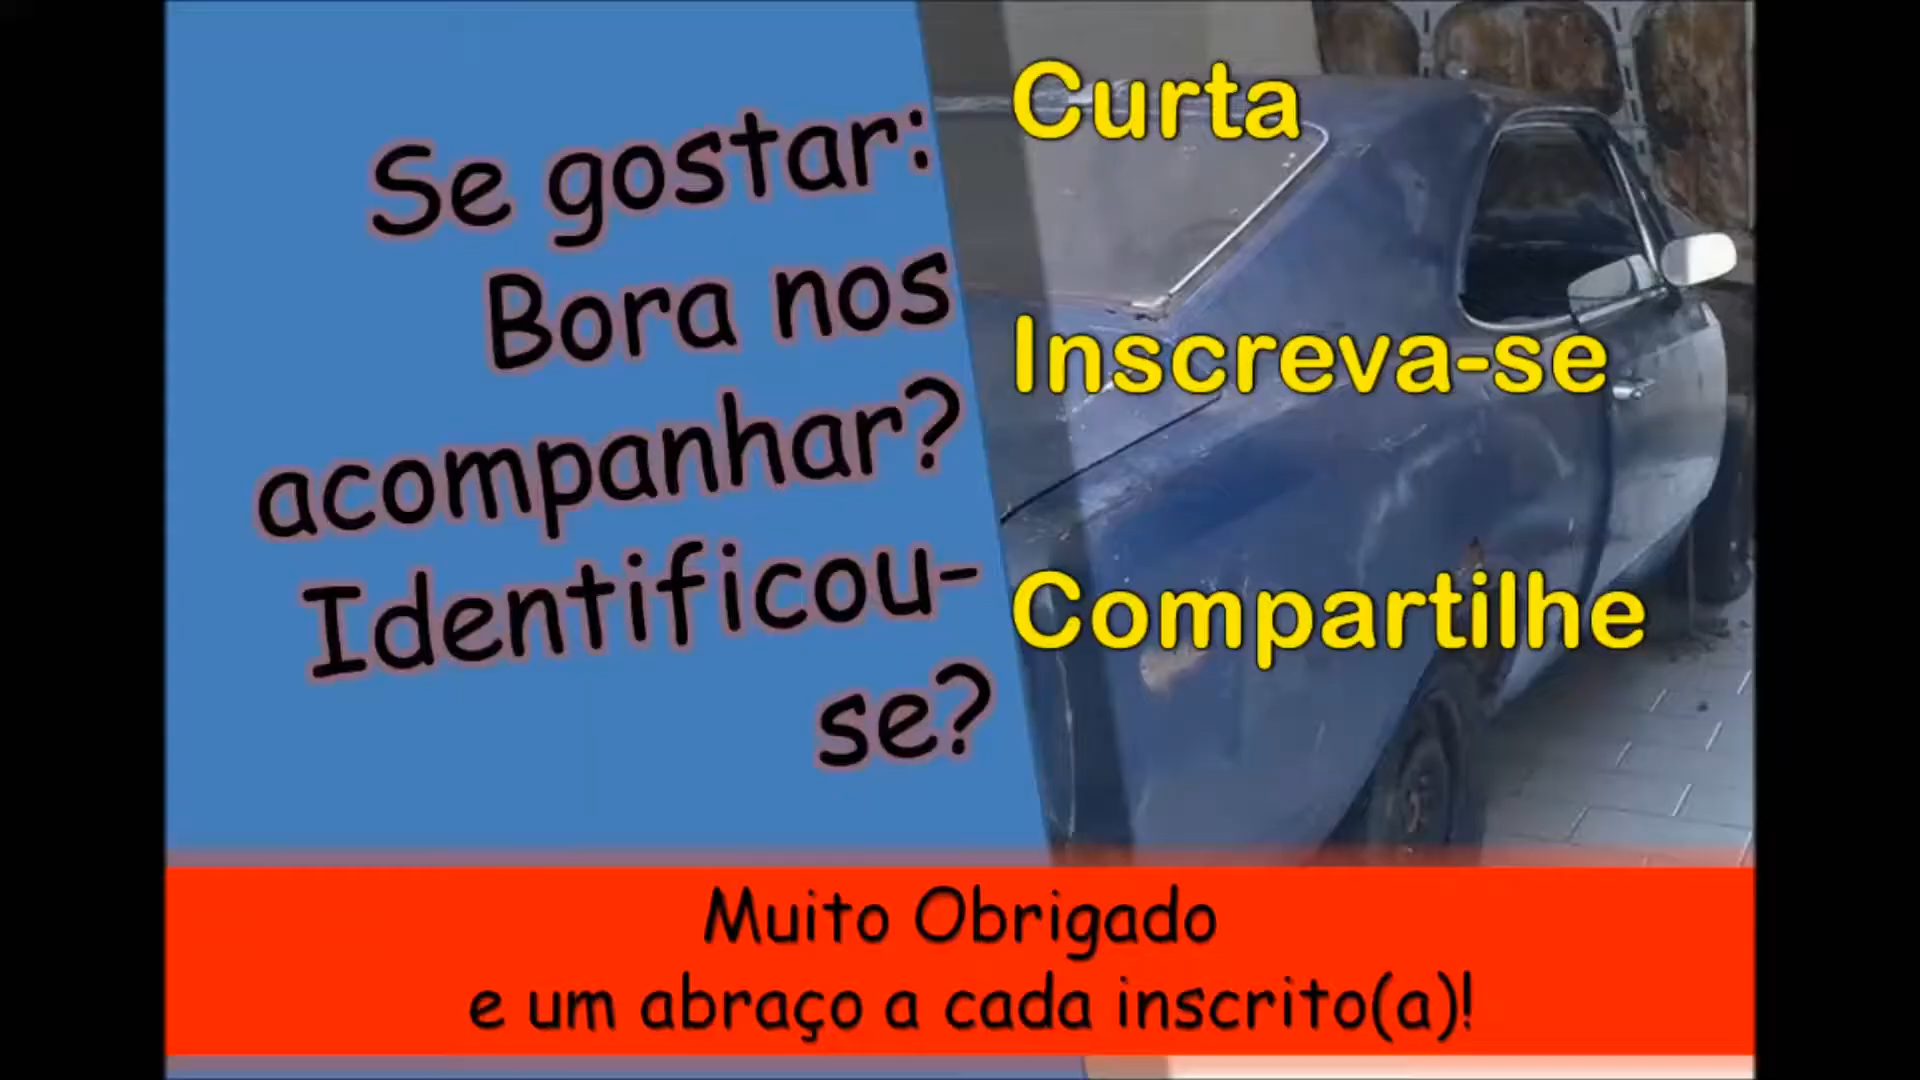 Se gostar:
Bora nos
acompanhar?
Identificou-
se?
Curta
Inscreva-se
Compartilhe
Muito Obrigado
e um abraço a cada inscrito(a)!